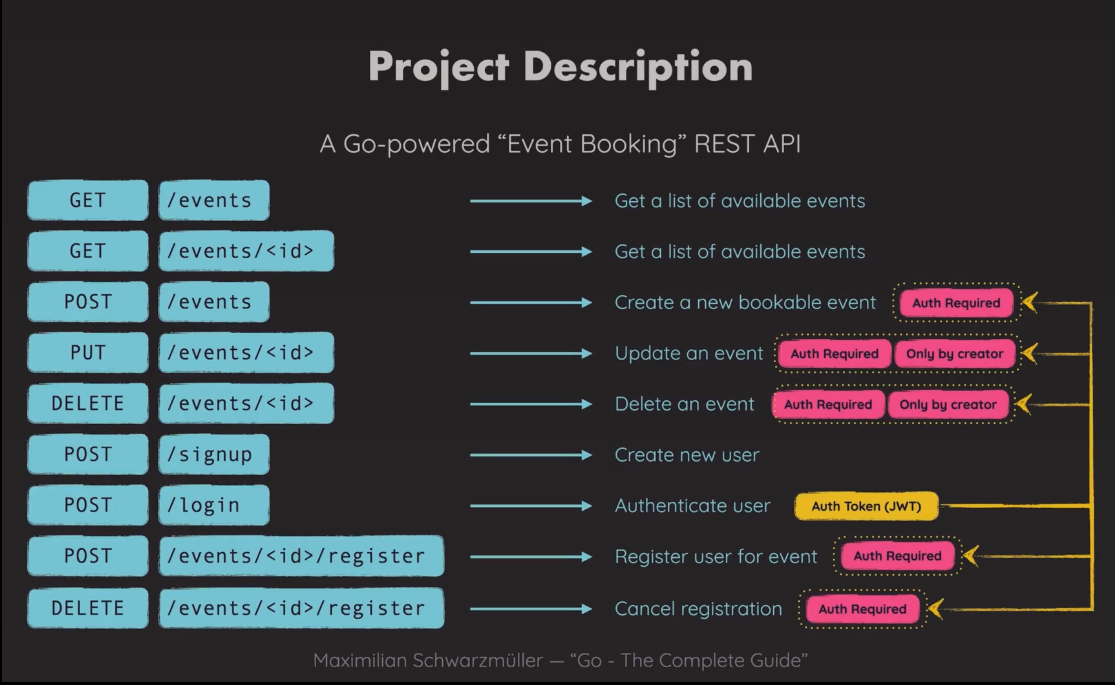 Project Description
A Go-powered “Event Booking” REST API
GET /events Get a list of available events
GET /events/<id> Get a list of available events
POST /events Create a new bookable event Auth Required
PUT /events/<id> Update an event Auth Required Only by creator
DELETE /events/<id> Delete an event Auth Required Only by creator
POST /signup Create new user
POST /login Authenticate user Auth Token (JWT)
POST /events/<id>/register Register user for event Auth Required
DELETE /events/<id>/register Cancel registration Auth Required
Maximilian Schwarzmüller — “Go - The Complete Guide”